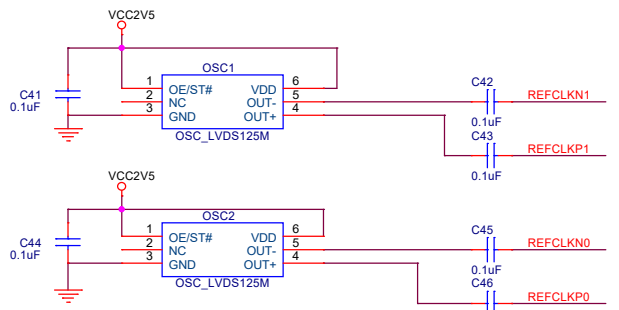 VCC2V5
OSC1
C41
0.1uF
1
2
3
OE/ST#
NC
GND
VDD
OUT-
OUT+
6
5
4
OSC_LVDS125M
C42
0.1uF
REFCLKN1
C43
0.1uF
REFCLKP1
VCC2V5
OSC2
C44
0.1uF
1
2
3
OE/ST#
NC
GND
VDD
OUT-
OUT+
6
5
4
OSC_LVDS125M
C45
0.1uF
REFCLKN0
C46
0.1uF
REFCLKP0